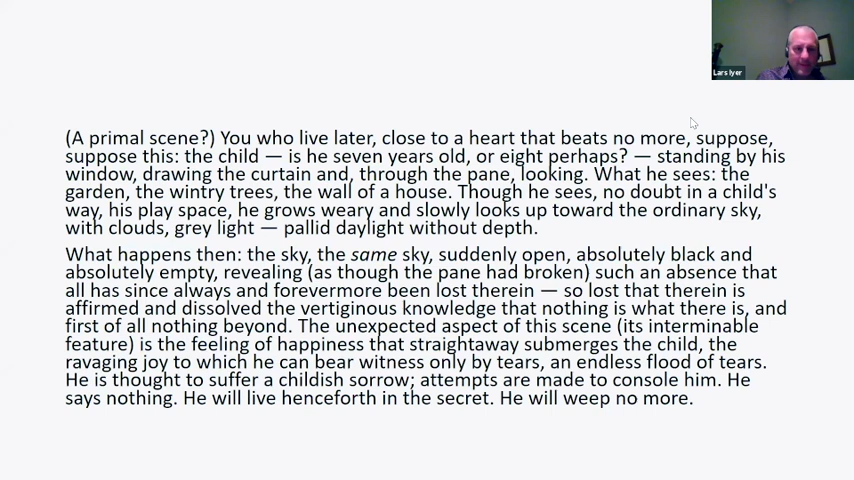 Lars Iyer
(A primal scene?) You who live later, close to a heart that beats no more, suppose,
suppose this: the child — is he seven years old, or eight perhaps? — standing by his
window, drawing the curtain and, through the pane, looking. What he sees: the
garden, the wintry trees, the wall of a house. Though he sees, no doubt in a child's
way, his play space, he grows weary and slowly looks up toward the ordinary sky,
with clouds, grey light — pallid daylight without depth.
What happens then: the sky, the same sky, suddenly open, absolutely black and
absolutely empty, revealing (as though the pane had broken) such an absence that
all has since always and forevermore been lost therein — so lost that therein is
affirmed and dissolved the vertiginous knowledge that nothing is what there is, and
first of all nothing beyond. The unexpected aspect of this scene (its interminable
feature) is the feeling of happiness that straightaway submerges the child, the
ravaging joy to which he can bear witness only by tears, an endless flood of tears.
He is thought to suffer a childish sorrow; attempts are made to console him. He
says nothing. He will live henceforth in the secret. He will weep no more.